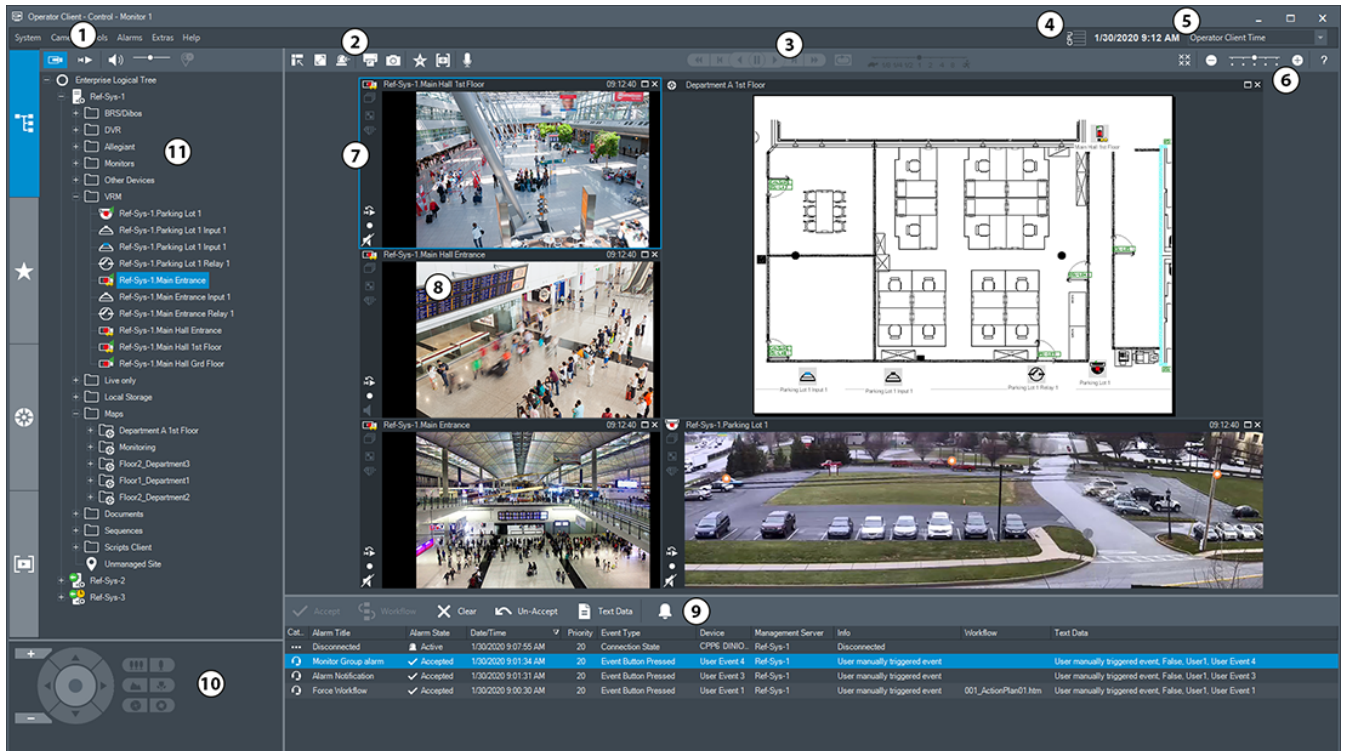 Operator Client - Control - Monitor 1
System Came ols Alarms Extras Help
1
2
3
4
1/30/2020 9:12 AM
5
Operator Client Time
6
?
Enterprise Logical Tree
Ref-Sys-1
BRS/Dibos
DVR
Allegiant
11
Monitors
Other Devices
VRM
Ref-Sys-1.Parking Lot 1
Ref-Sys-1.Parking Lot 1 Input 1
Ref-Sys-1.Parking Lot 1 Input 1
Ref-Sys-1.Parking Lot 1 Relay 1
Ref-Sys-1.Main Entrance
Ref-Sys-1.Main Entrance Input 1
Ref-Sys-1.Main Entrance Relay 1
Ref-Sys-1.Main Hall Entrance
Ref-Sys-1.Main Hall 1st Floor
Ref-Sys-1.Main Hall Grd Floor
Live only
Local Storage
Maps
Department A 1st Floor
Monitoring
Floor2_Department3
Floor1_Department1
Floor2_Department2
Documents
Sequences
Scripts Client
Unmanaged Site
Ref-Sys-2
Ref-Sys-3
10
Ref-Sys-1.Main Hall 1st Floor 09:12:40
7
Ref-Sys-1.Main Hall Entrance 09:12:40
8
Ref-Sys-1.Main Entrance 09:12:40
Department A 1st Floor
Main Hall 1st Floor
Parking Lot 1 Input 1
Parking Lot 1 Input 1
Parking Lot 1 Relay 1
Parking Lot 1
Ref-Sys-1.Parking Lot 1 09:12:40
Accept Workflow Clear Un-Accept Text Data
9
Cat.. Alarm Title Alarm State Date/Time Priority Event Type Device Management Server Info Workflow Text Data
Disconnected Active 1/30/2020 9:07:55 AM 20 Connection State CPP6 DINIO... Ref-Sys-1 Disconnected
Monitor Group alarm Accepted 1/30/2020 9:01:34 AM 20 Event Button Pressed User Event 4 Ref-Sys-1 User manually triggered event User manually triggered event, False, User1, User Event 4
Alarm Notification Accepted 1/30/2020 9:01:31 AM 20 Event Button Pressed User Event 3 Ref-Sys-1 User manually triggered event User manually triggered event, False, User1, User Event 3
Force Workflow Accepted 1/30/2020 9:00:30 AM 20 Event Button Pressed User Event 1 Ref-Sys-1 User manually triggered event 001_ActionPlan01.htm User manually triggered event, False, User1, User Event 1